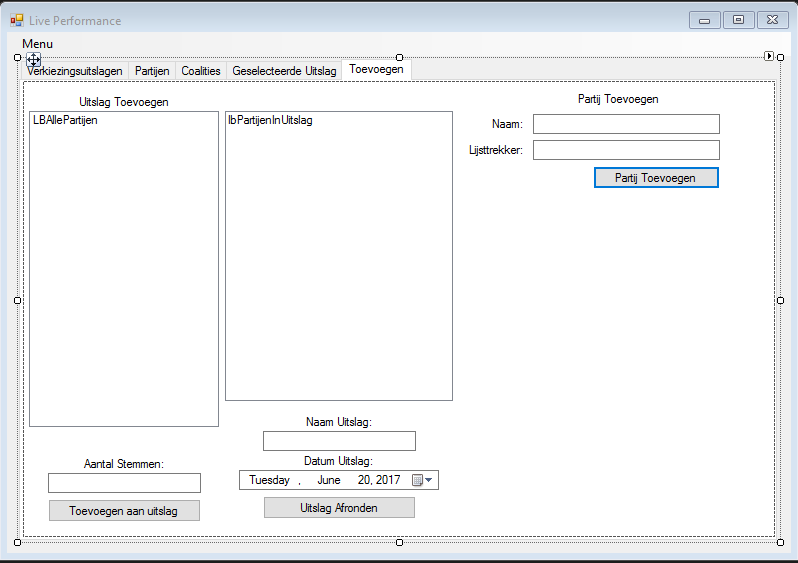 Live Performance
Menu
Verkiezingsuitslagen Partijen Coalities Geselecteerde Uitslag Toevoegen
Uitslag Toevoegen
LBAllePartijen
lbPartijenInUitslag
Partij Toevoegen
Naam:
Lijsttrekker:
Partij Toevoegen
Naam Uitslag:
Datum Uitslag:
Tuesday , June 20, 2017
Uitslag Afronden
Aantal Stemmen:
Toevoegen aan uitslag